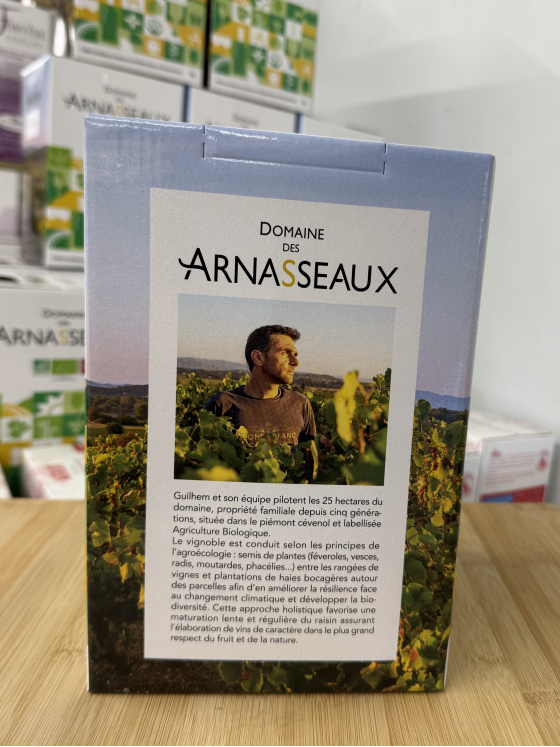 DOMAINE
DES
ARNASSEAUX
Guilhem et son équipe pilotent les 25 hectares du
domaine, propriété familiale depuis cinq généra-
tions, située dans le piémont cévenol et labellisée
Agriculture Biologique.
Le vignoble est conduit selon les principes de
l'agroécologie : semis de plantes (féveroles, vesces,
radis, moutardes, phacélies...) entre les rangées de
vignes et plantations de haies bocagères autour
des parcelles afin d'en améliorer la résilience face
au changement climatique et développer la bio-
diversité. Cette approche holistique favorise une
maturation lente et régulière du raisin assurant
l'élaboration de vins de caractère dans le plus grand
respect du fruit et de la nature.
DOMAINE
ARNASSEAUX
DOMAINE
DES